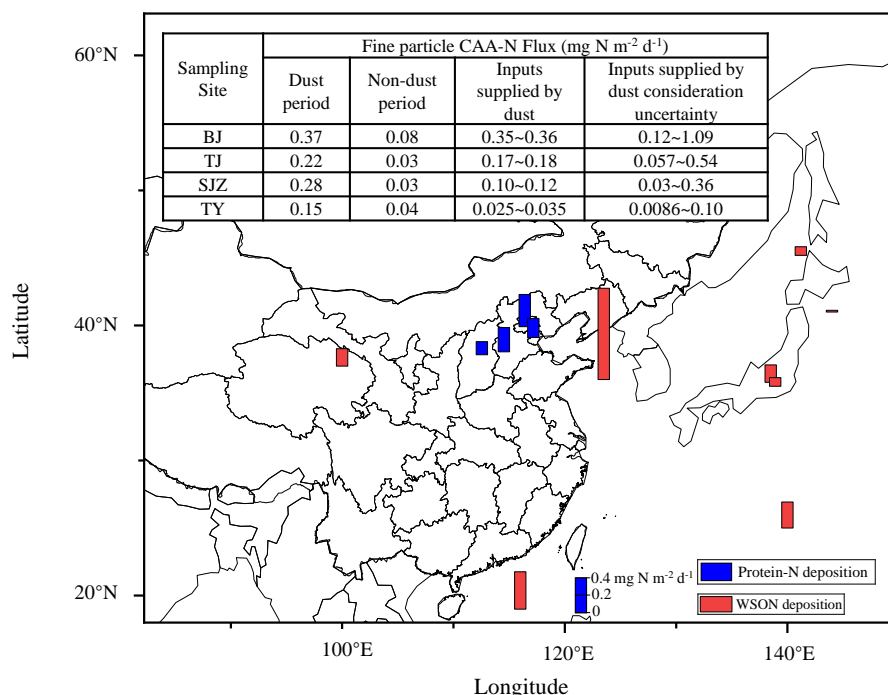 60°N
40°N
20°N
Latitude
Sampling Site
Fine particle CAA-N Flux (mg N m-2 d-1)
Dust period
Non-dust period
Inputs supplied by dust
Inputs supplied by dust consideration uncertainty
BJ 0.37 0.08 0.35~0.36 0.12~1.09
TJ 0.22 0.03 0.17~0.18 0.057~0.54
SJZ 0.28 0.03 0.10~0.12 0.03~0.36
TY 0.15 0.04 0.025~0.035 0.0086~0.10
0.4 mg N m-2 d-1
0.2
0
Protein-N deposition
WSON deposition
100°E 120°E 140°E
Longitude